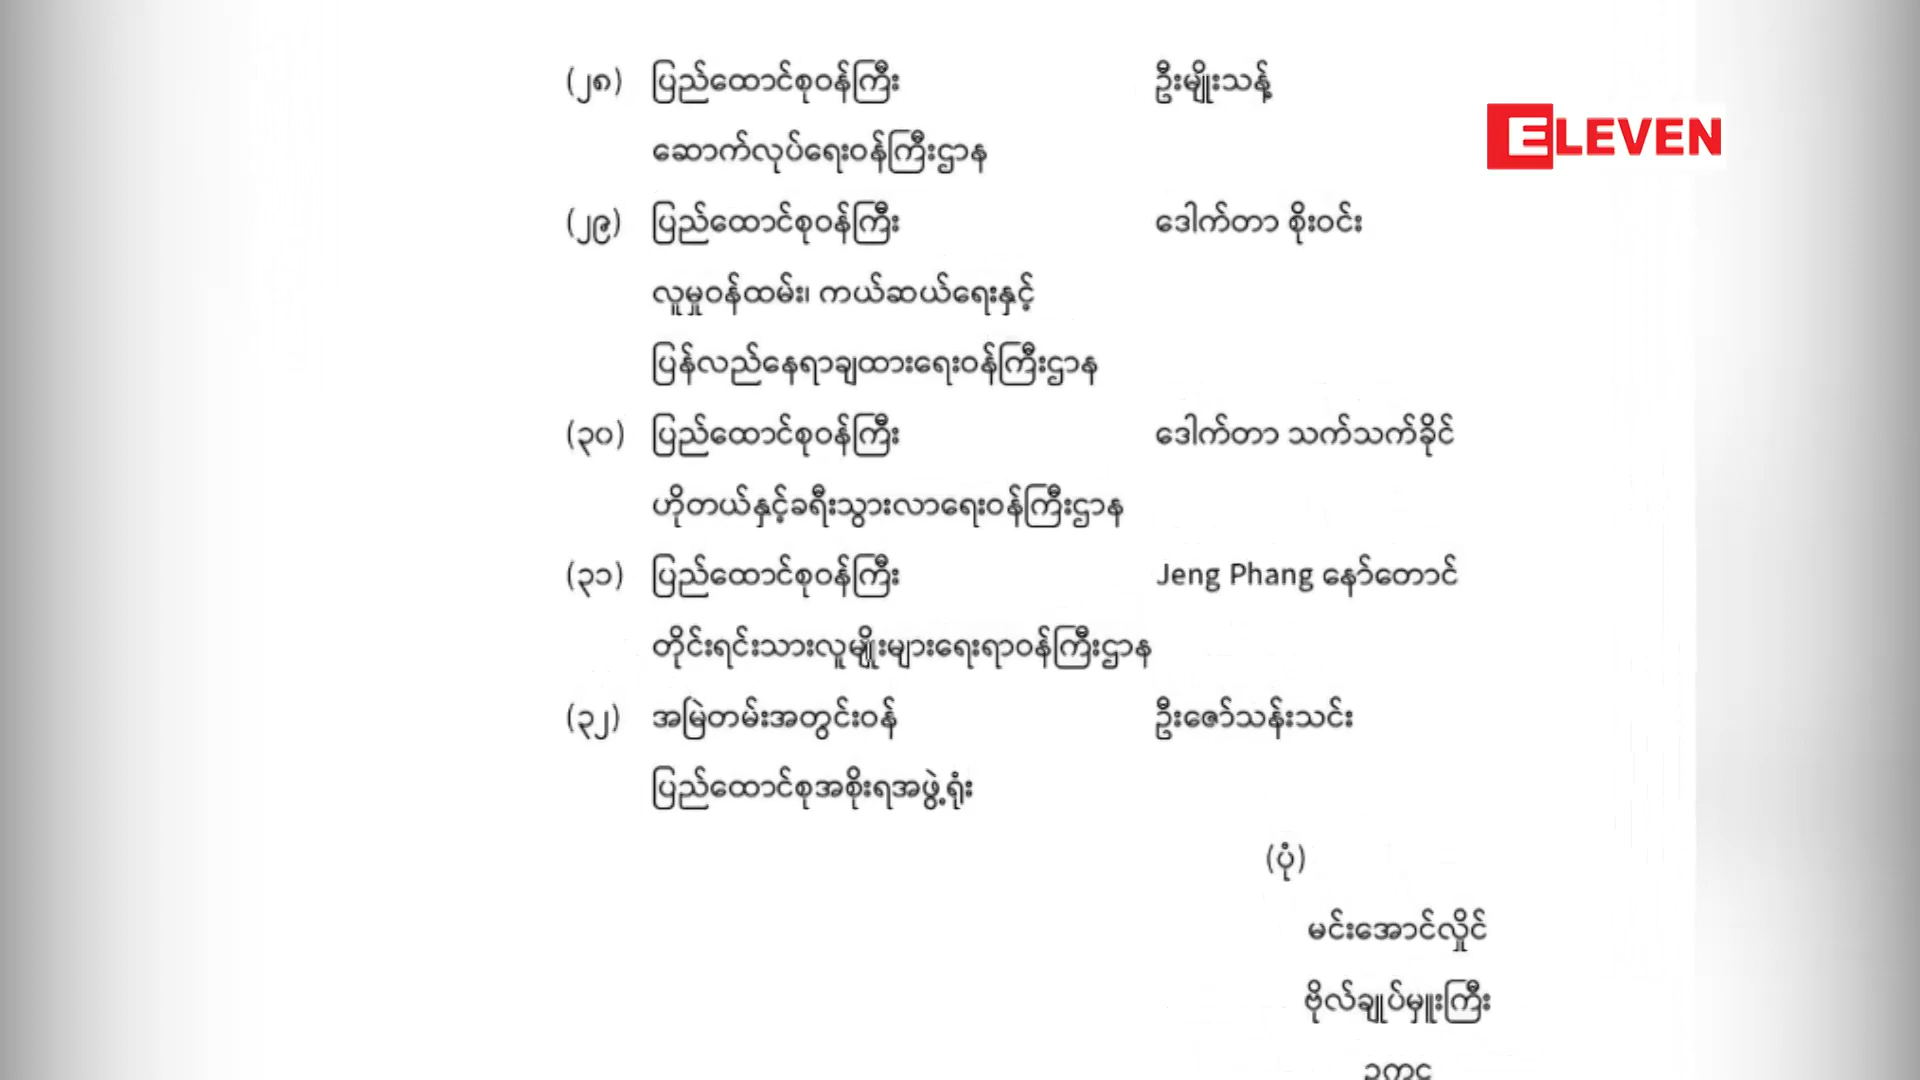 (၂၈) ပြည်ထောင်စုဝန်ကြီး ဦးမျိုးသန့်
ELEVEN
ဆောက်လုပ်ရေးဝန်ကြီးဌာန
(၂၉) ပြည်ထောင်စုဝန်ကြီး ဒေါက်တာ စိုးဝင်း
လူမှုဝန်ထမ်း၊ ကယ်ဆယ်ရေးနှင့်
ပြန်လည်နေရာချထားရေးဝန်ကြီးဌာန
(၃၀) ပြည်ထောင်စုဝန်ကြီး ဒေါက်တာ သက်သက်ခိုင်
ဟိုတယ်နှင့်ခရီးသွားလာရေးဝန်ကြီးဌာန
(၃၁) ပြည်ထောင်စုဝန်ကြီး Jeng Phang နော်တောင်
တိုင်းရင်းသားလူမျိုးများရေးရာဝန်ကြီးဌာန
(၃၂) အမြဲတမ်းအတွင်းဝန် ဦးဇော်သန်းသင်း
ပြည်ထောင်စုအစိုးရအဖွဲ့ရုံး
(ပုံ)
မင်းအောင်လှိုင်
ဗိုလ်ချုပ်မှူးကြီး
ဥက္ကဋ္ဌ